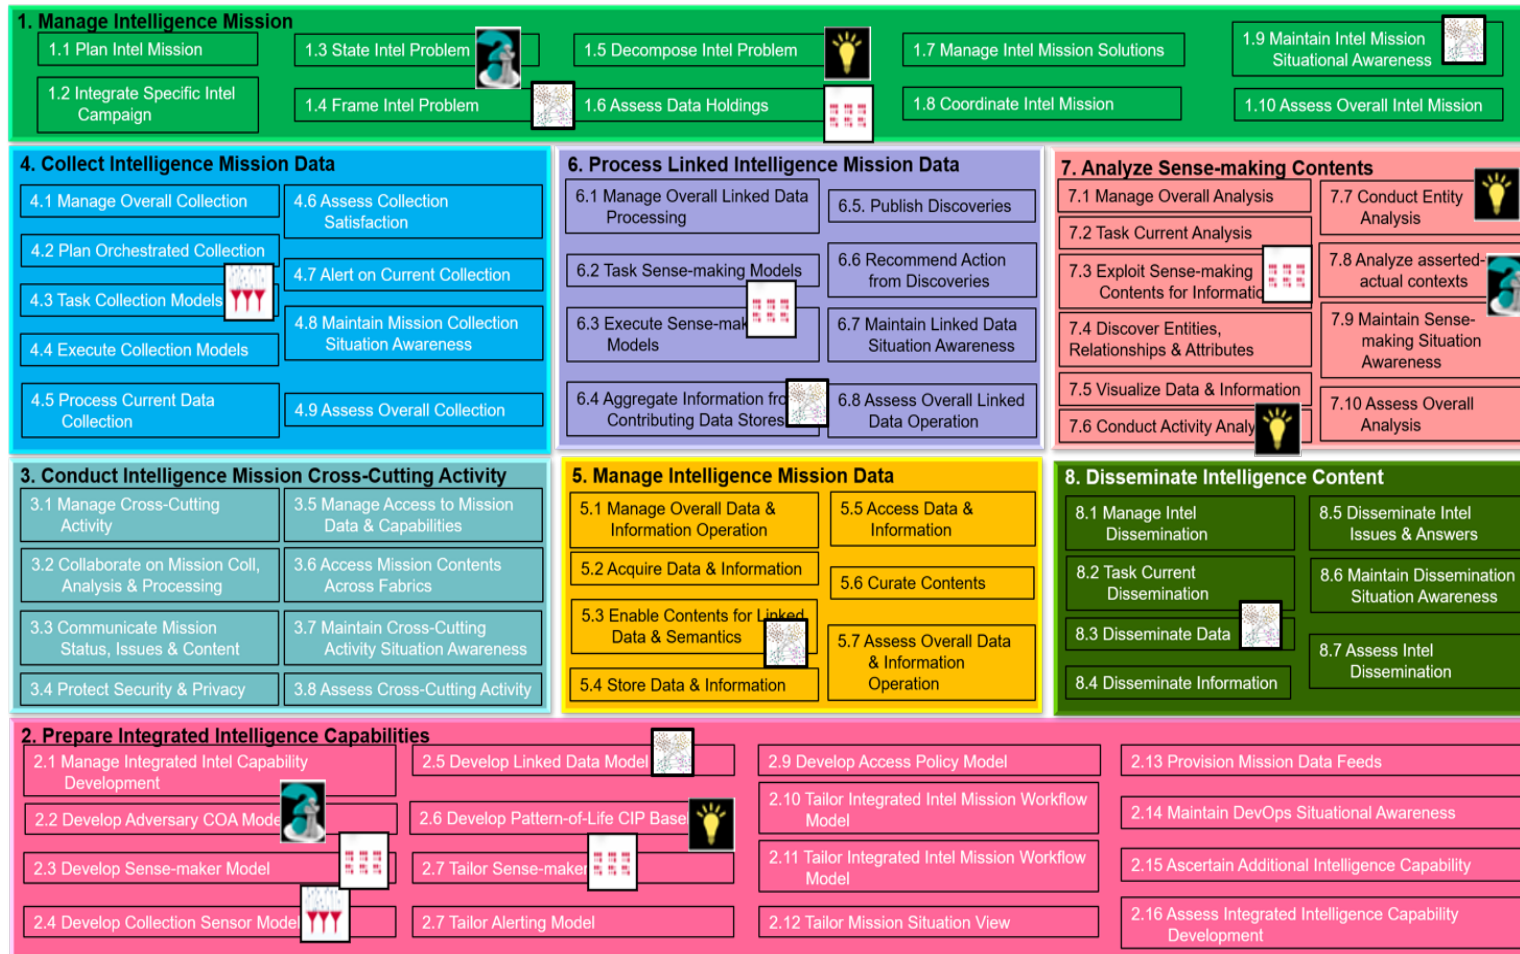 1. Manage Intelligence Mission
1.1 Plan Intel Mission
1.2 Integrate Specific Intel
Campaign
1.3 State Intel Problem
1.4 Frame Intel Problem
1.5 Decompose Intel Problem
1.6 Assess Data Holdings
1.7 Manage Intel Mission Solutions
1.8 Coordinate Intel Mission
1.9 Maintain Intel Mission
Situational Awareness
1.10 Assess Overall Intel Mission
4. Collect Intelligence Mission Data
4.1 Manage Overall Collection
4.2 Plan Orchestrated Collection
4.3 Task Collection Models
4.4 Execute Collection Models
4.5 Process Current Data
Collection
4.6 Assess Collection
Satisfaction
4.7 Alert on Current Collection
4.8 Maintain Mission Collection
Situation Awareness
4.9 Assess Overall Collection
6. Process Linked Intelligence Mission Data
6.1 Manage Overall Linked Data
Processing
6.2 Task Sense-making Models
6.3 Execute Sense-mak
Models
6.4 Aggregate Information fro
Contributing Data Stores
6.5. Publish Discoveries
6.6 Recommend Action
from Discoveries
6.7 Maintain Linked Data
Situation Awareness
6.8 Assess Overall Linked
Data Operation
7. Analyze Sense-making Contents
7.1 Manage Overall Analysis
7.2 Task Current Analysis
7.3 Exploit Sense-making
Contents for Informatio
7.4 Discover Entities,
Relationships & Attributes
7.5 Visualize Data & Information
7.6 Conduct Activity Analy
7.7 Conduct Entity
Analysis
7.8 Analyze asserted-
actual contexts
7.9 Maintain Sense-
making Situation
Awareness
7.10 Assess Overall
Analysis
3. Conduct Intelligence Mission Cross-Cutting Activity
3.1 Manage Cross-Cutting
Activity
3.2 Collaborate on Mission Coll,
Analysis & Processing
3.3 Communicate Mission
Status, Issues & Content
3.4 Protect Security & Privacy
3.5 Manage Access to Mission
Data & Capabilities
3.6 Access Mission Contents
Across Fabrics
3.7 Maintain Cross-Cutting
Activity Situation Awareness
3.8 Assess Cross-Cutting Activity
5. Manage Intelligence Mission Data
5.1 Manage Overall Data &
Information Operation
5.2 Acquire Data & Information
5.3 Enable Contents for Linked
Data & Semantics
5.4 Store Data & Information
5.5 Access Data &
Information
5.6 Curate Contents
5.7 Assess Overall Data
& Information
Operation
8. Disseminate Intelligence Content
8.1 Manage Intel
Dissemination
8.2 Task Current
Dissemination
8.3 Disseminate Data
8.4 Disseminate Information
8.5 Disseminate Intel
Issues & Answers
8.6 Maintain Dissemination
Situation Awareness
8.7 Assess Intel
Dissemination
2. Prepare Integrated Intelligence Capabilities
2.1 Manage Integrated Intel Capability
Development
2.2 Develop Adversary COA Mode
2.3 Develop Sense-maker Model
2.4 Develop Collection Sensor Model
2.5 Develop Linked Data Model
2.6 Develop Pattern-of-Life CIP Base
2.7 Tailor Sense-maker
2.7 Tailor Alerting Model
2.9 Develop Access Policy Model
2.10 Tailor Integrated Intel Mission Workflow
Model
2.11 Tailor Integrated Intel Mission Workflow
Model
2.12 Tailor Mission Situation View
2.13 Provision Mission Data Feeds
2.14 Maintain DevOps Situational Awareness
2.15 Ascertain Additional Intelligence Capability
2.16 Assess Integrated Intelligence Capability
Development